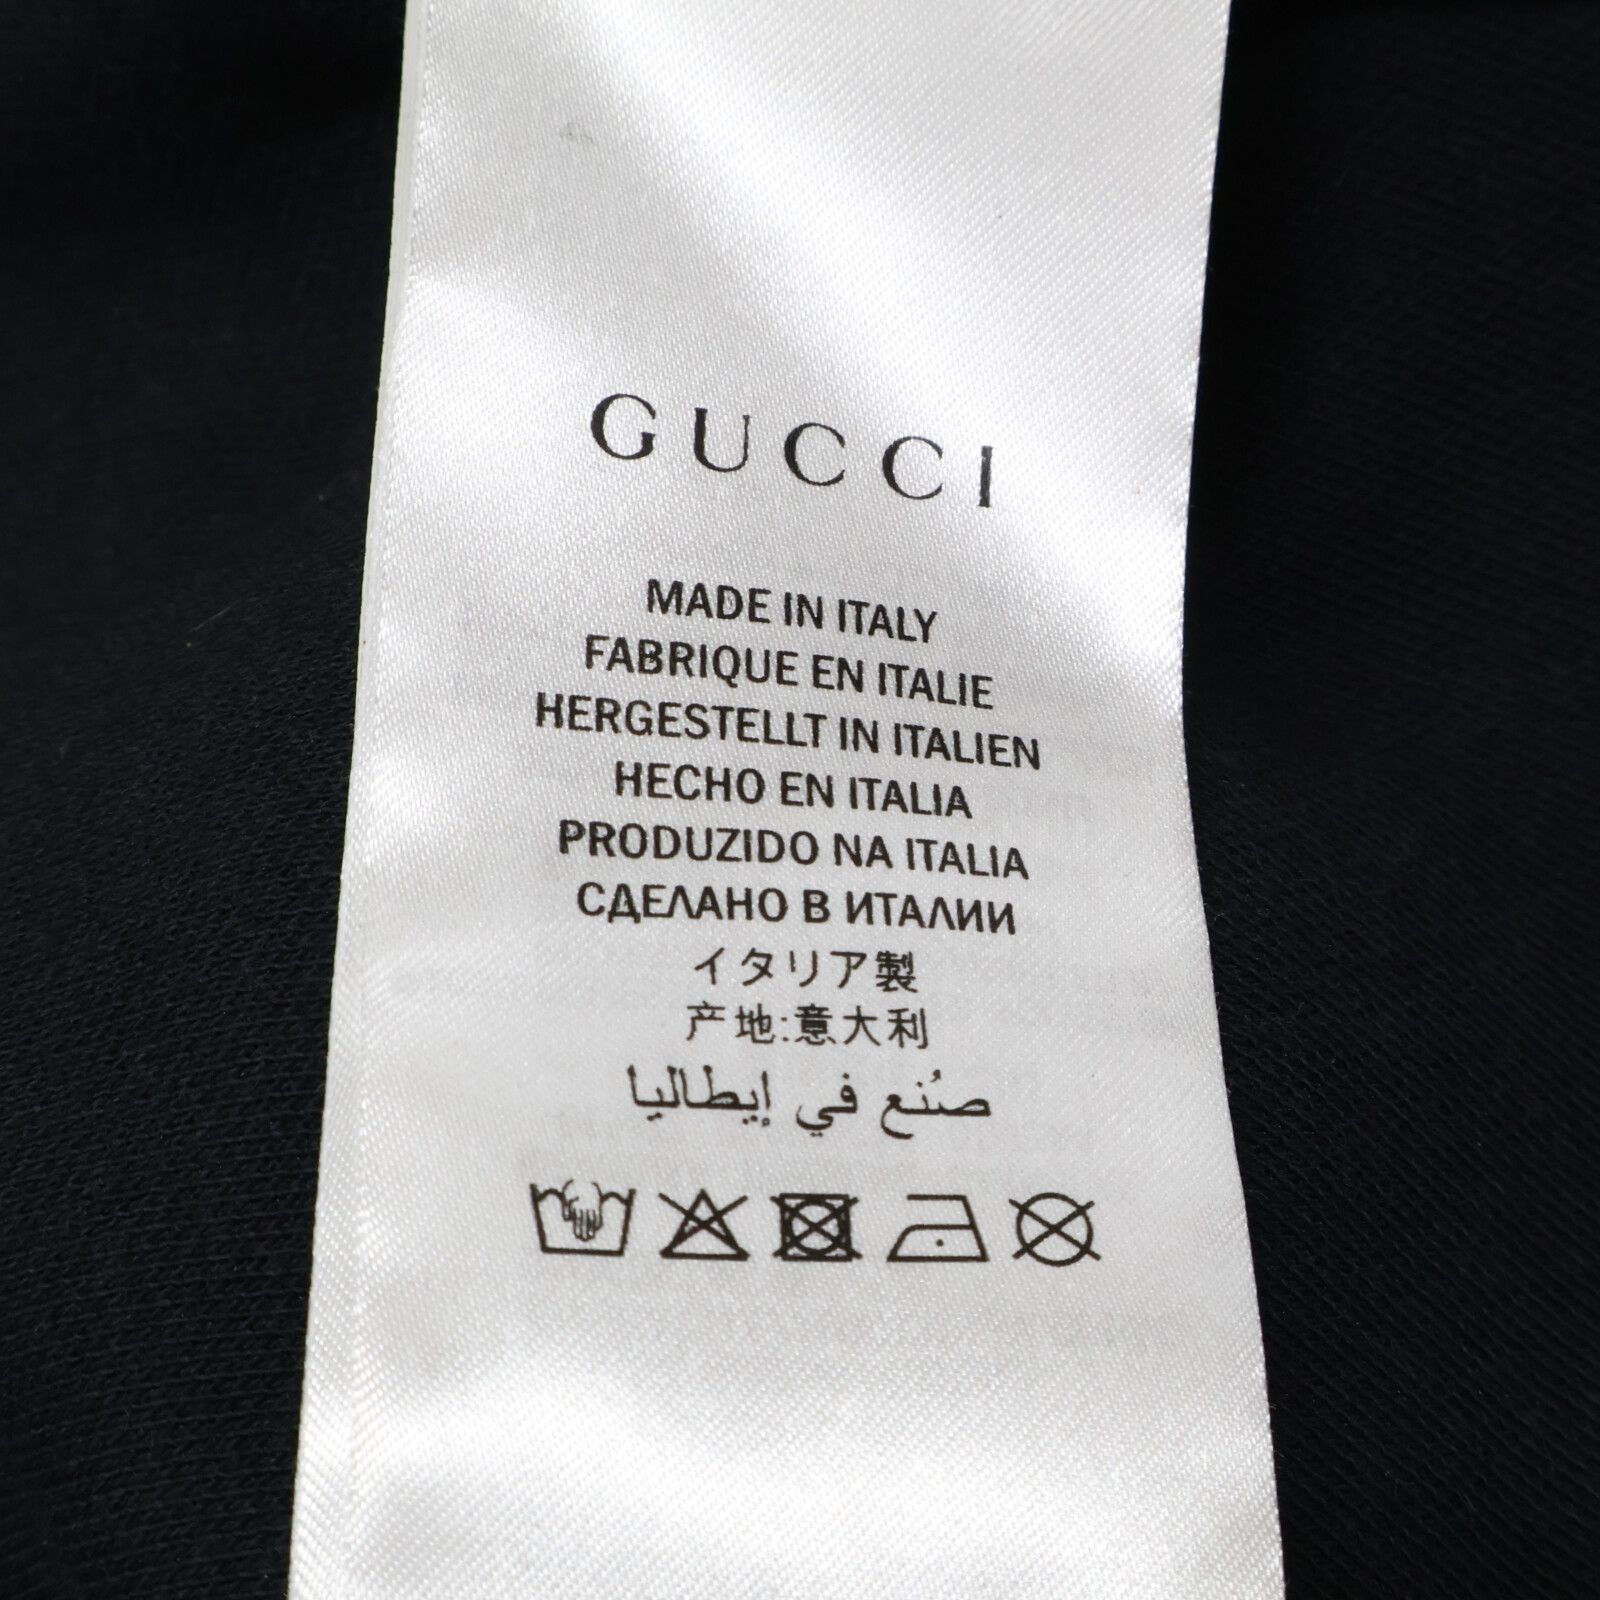 GUCCI
MADE IN ITALY
FABRIQUE EN ITALIE
HERGESTELLT IN ITALIEN
HECHO EN ITALIA
PRODUZIDO NA ITALIA
СДЕЛАНО В ИТАЛИИ
イタリア製
产地:意大利
صُنع في إيطاليا